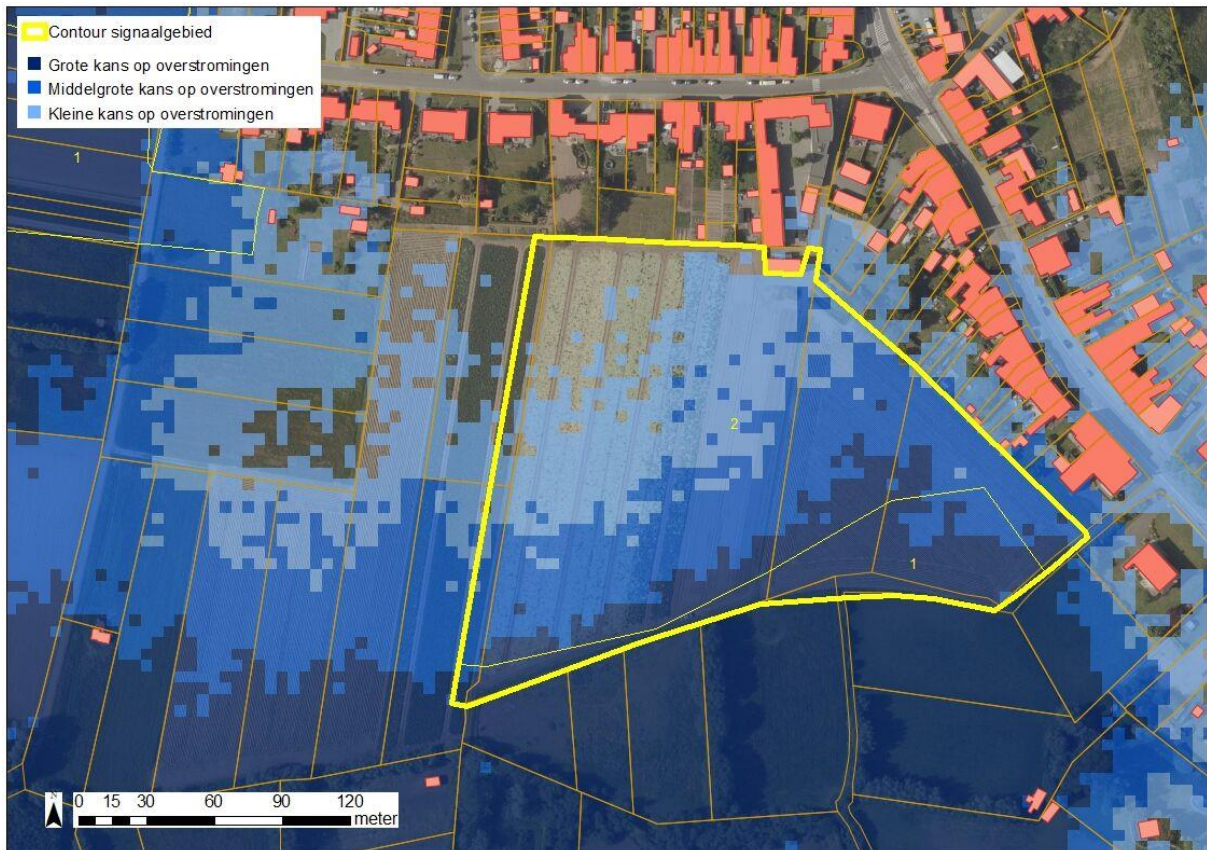 Contour signaalgebied
Grote kans op overstromingen
Middelgrote kans op overstromingen
Kleine kans op overstromingen
1
2
1
N
0 15 30 60 90 120
meter